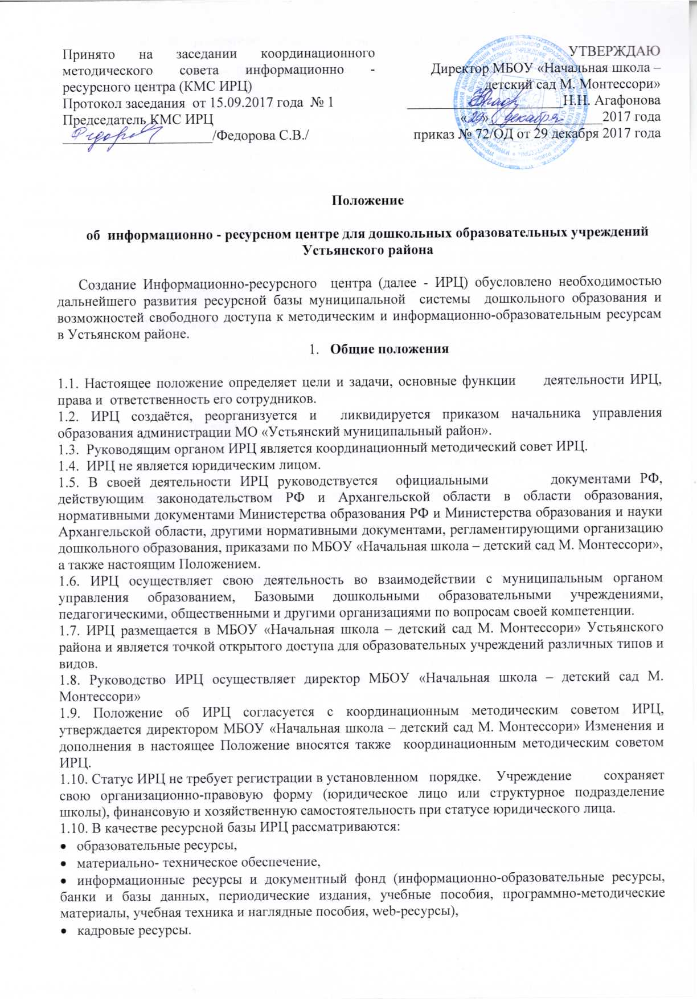 Принято на заседании координационного
методического совета информационно -
ресурсного центра (КМС ИРЦ)
Протокол заседания от 15.09.2017 года № 1
Председатель КМС ИРЦ
Федорова /Федорова С.В./
УТВЕРЖДАЮ
Директор МБОУ «Начальная школа –
детский сад М. Монтессори»
Н.Н. Агафонова
«29» декабря 2017 года
приказ № 72/ОД от 29 декабря 2017 года
Положение
об информационно - ресурсном центре для дошкольных образовательных учреждений
Устьянского района
Создание Информационно-ресурсного центра (далее - ИРЦ) обусловлено необходимостью
дальнейшего развития ресурсной базы муниципальной системы дошкольного образования и
возможностей свободного доступа к методическим и информационно-образовательным ресурсам
в Устьянском районе.
1. Общие положения
1.1. Настоящее положение определяет цели и задачи, основные функции деятельности ИРЦ,
права и ответственность его сотрудников.
1.2. ИРЦ создаётся, реорганизуется и ликвидируется приказом начальника управления
образования администрации МО «Устьянский муниципальный район».
1.3. Руководящим органом ИРЦ является координационный методический совет ИРЦ.
1.4. ИРЦ не является юридическим лицом.
1.5. В своей деятельности ИРЦ руководствуется официальными документами РФ,
действующим законодательством РФ и Архангельской области в области образования,
нормативными документами Министерства образования РФ и Министерства образования и науки
Архангельской области, другими нормативными документами, регламентирующими организацию
дошкольного образования, приказами по МБОУ «Начальная школа – детский сад М. Монтессори»,
а также настоящим Положением.
1.6. ИРЦ осуществляет свою деятельность во взаимодействии с муниципальным органом
управления образованием, Базовыми дошкольными образовательными учреждениями,
педагогическими, общественными и другими организациями по вопросам своей компетенции.
1.7. ИРЦ размещается в МБОУ «Начальная школа – детский сад М. Монтессори» Устьянского
района и является точкой открытого доступа для образовательных учреждений различных типов и
видов.
1.8. Руководство ИРЦ осуществляет директор МБОУ «Начальная школа – детский сад М.
Монтессори»
1.9. Положение об ИРЦ согласуется с координационным методическим советом ИРЦ,
утверждается директором МБОУ «Начальная школа – детский сад М. Монтессори» Изменения и
дополнения в настоящее Положение вносятся также координационным методическим советом
ИРЦ.
1.10. Статус ИРЦ не требует регистрации в установленном порядке. Учреждение сохраняет
свою организационно-правовую форму (юридическое лицо или структурное подразделение
школы), финансовую и хозяйственную самостоятельность при статусе юридического лица.
1.10. В качестве ресурсной базы ИРЦ рассматриваются:
• образовательные ресурсы,
• материально- техническое обеспечение,
• информационные ресурсы и документный фонд (информационно-образовательные ресурсы,
банки и базы данных, периодические издания, учебные пособия, программно-методические
материалы, учебная техника и наглядные пособия, web-ресурсы),
• кадровые ресурсы.